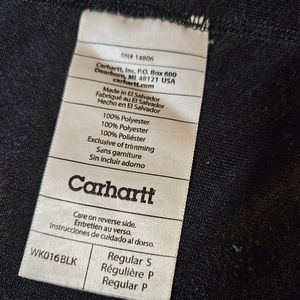 RN# 14806
Carhartt, Inc. P.O. Box 600
Dearborn, MI 48121 USA
carhartt.com
Made in El Salvador
Fabriqué au El Salvador
Hecho en El Salvador
100% Polyester
100% Polyester
100% Poliéster
Exclusive of trimming
Sans garniture
Sin incluir adorno
Carhartt
Care on reverse side.
Entretien au verso.
Instrucciones de cuidado al dorso.
WK016BLK
Regular S
Régulière P
Regular P